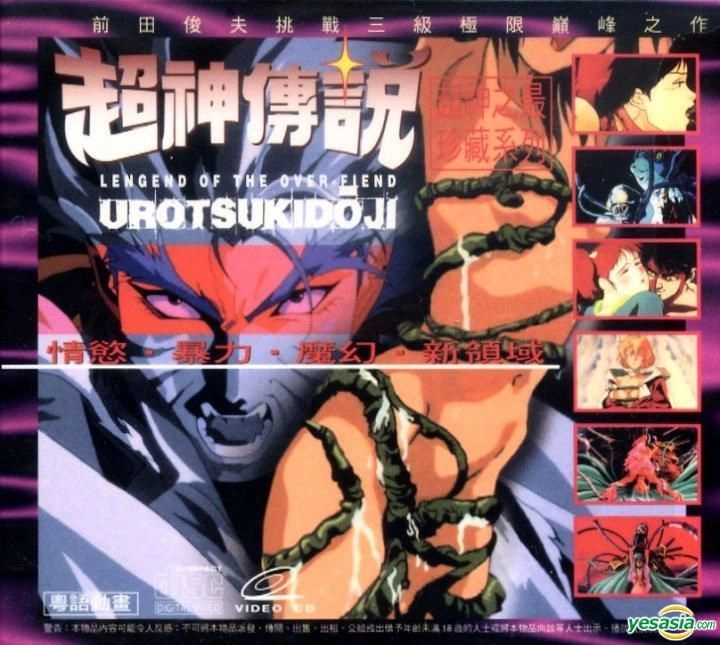 前田俊夫挑戰三級極限巔峰之作
超神傳說
超神之最
珍藏系列
LENGEND OF THE OVER-FIEND
UROTSUKIDŌJI
情慾・暴力・魔幻・新領域
粵語動畫
COMPACT
DISC
DIGITAL VIDEO
VIDEO CD
警告：本物品內容可能令人反感；不可將本物品派發、傳閱、出售、出租、交給或出借予年齡未滿18歲的人士或將本物品向該等人士出示、播放
yesasia.com